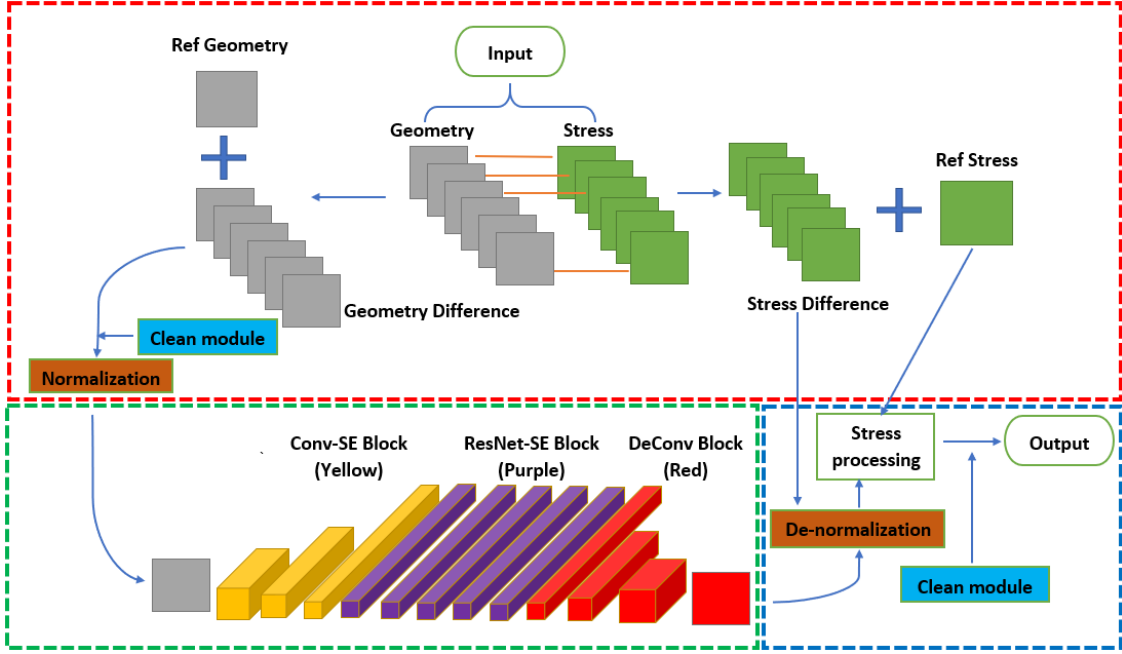 Ref Geometry
Input
Geometry
Stress
Ref Stress
Geometry Difference
Stress Difference
Clean module
Normalization
Conv-SE Block
(Yellow)
ResNet-SE Block
(Purple)
DeConv Block
(Red)
Stress
processing
Output
De-normalization
Clean module